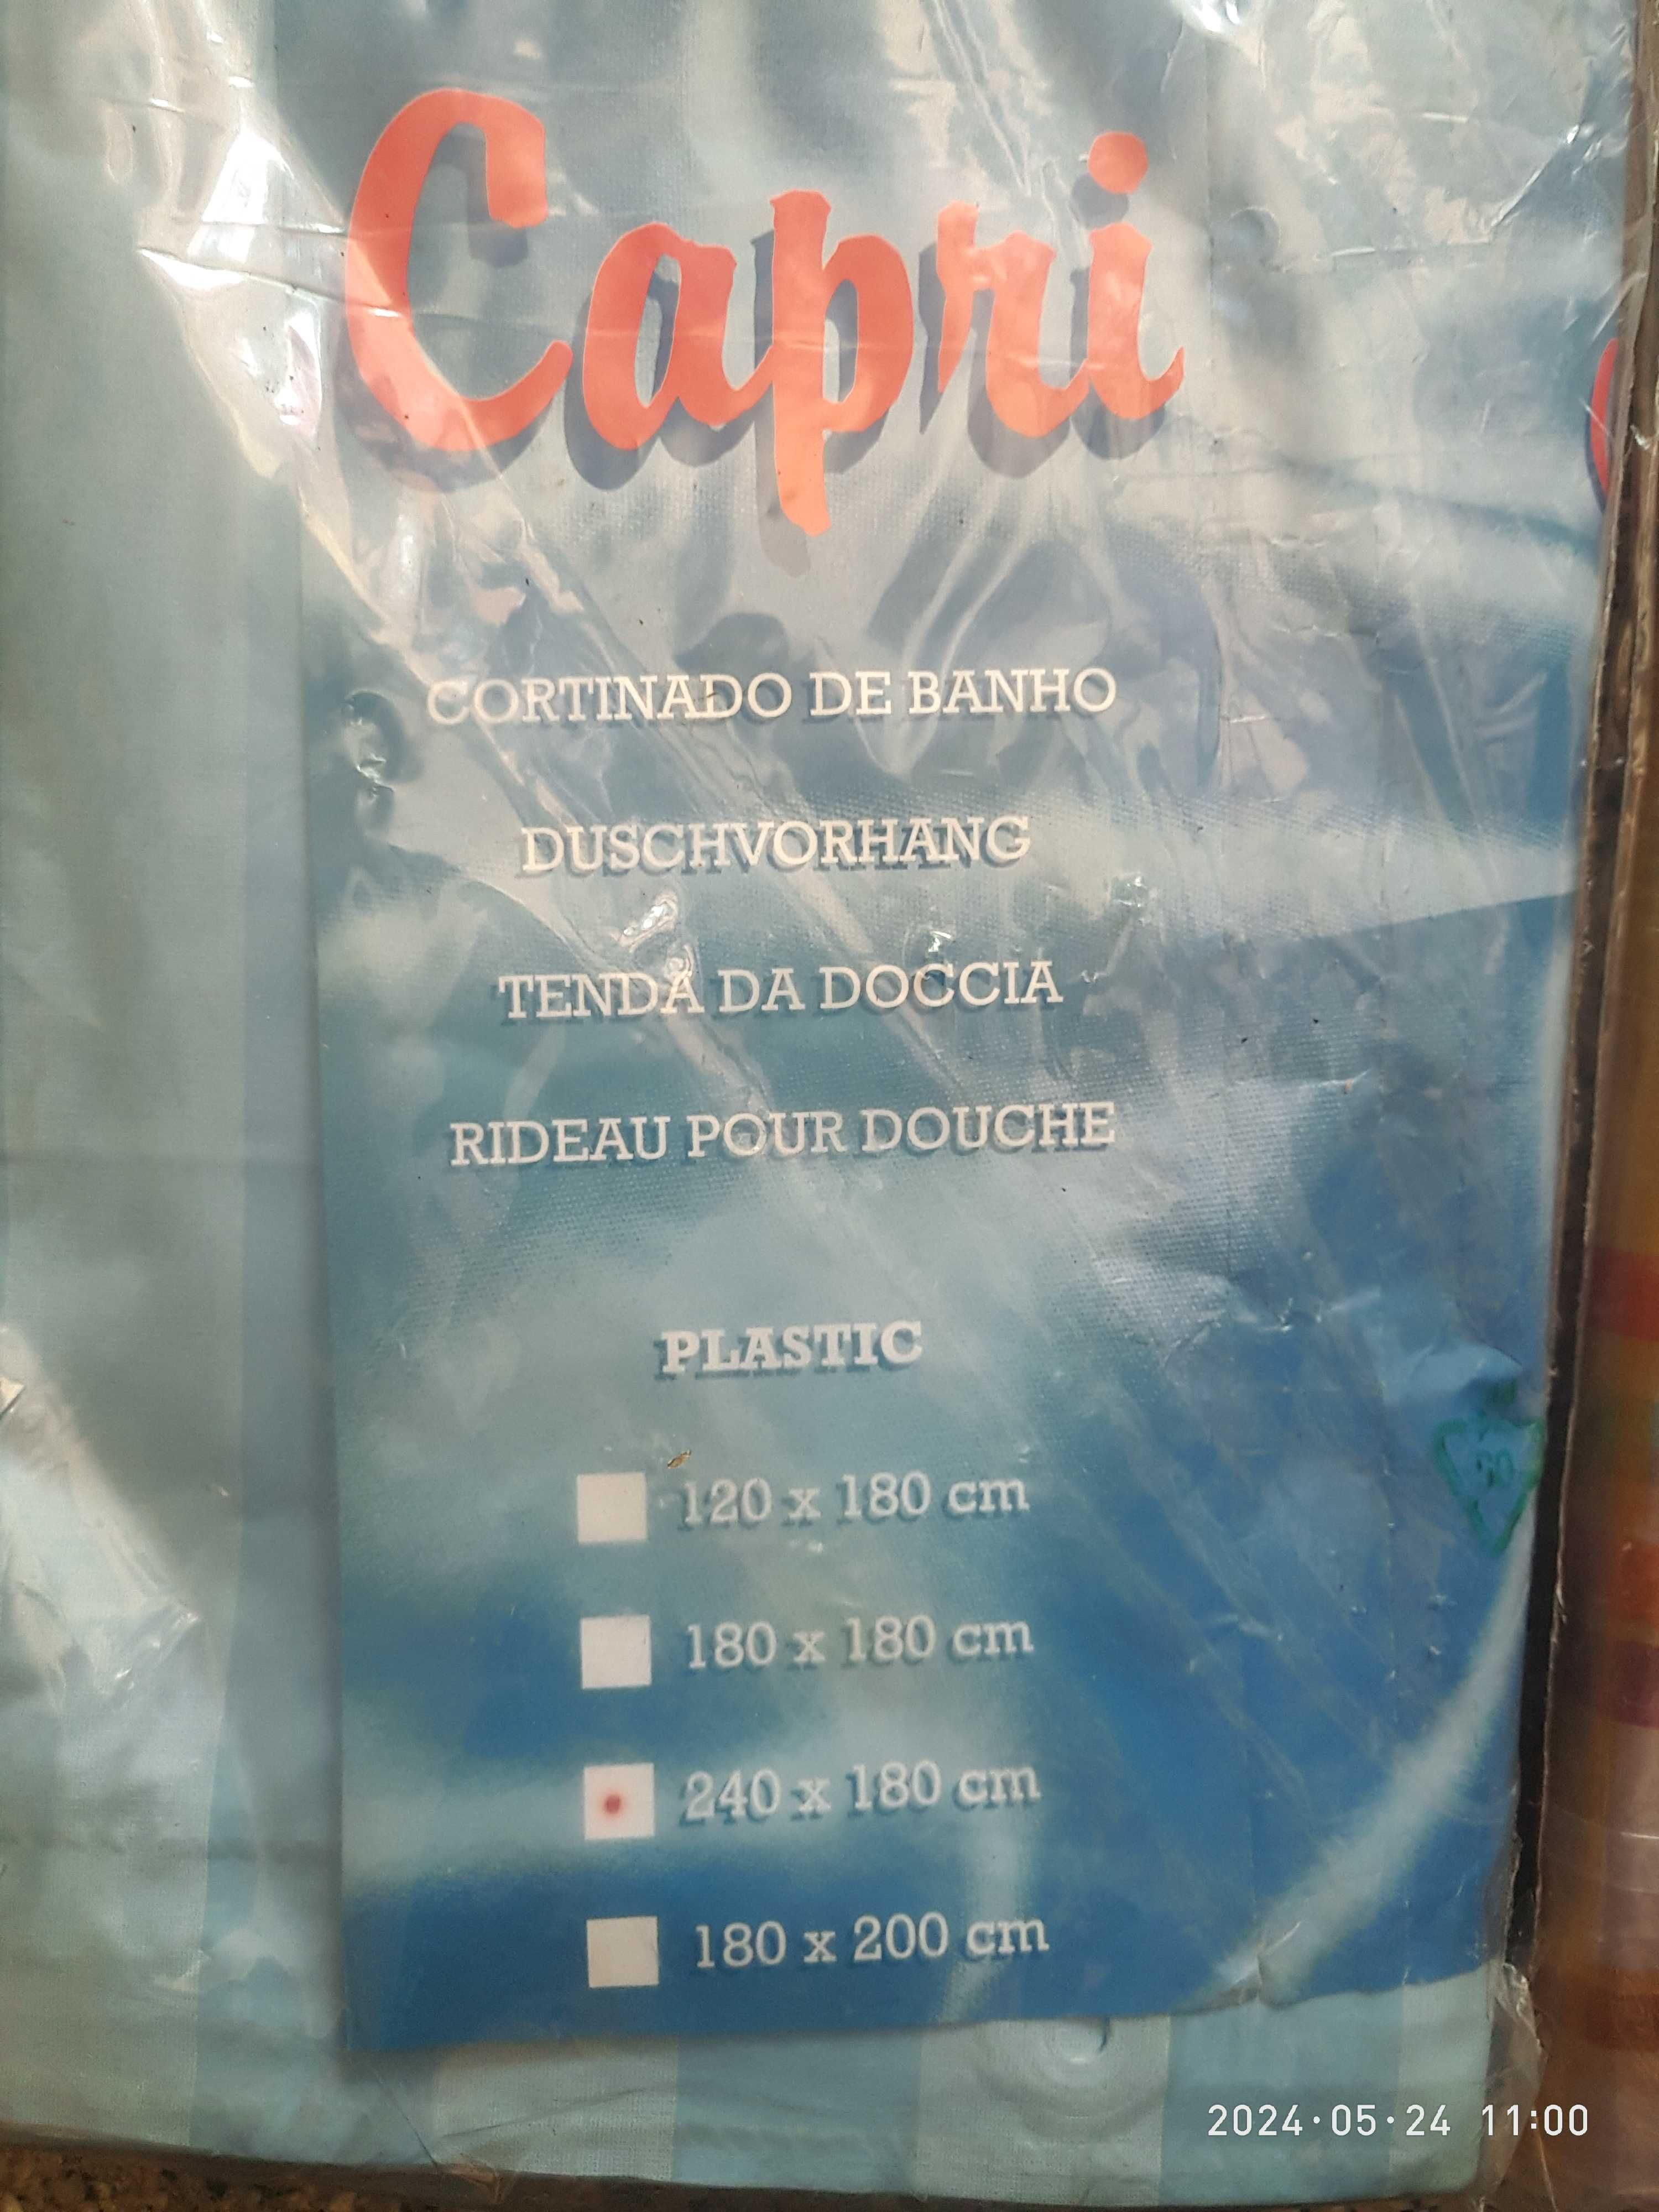 Capri
CORTINADO DE BANHO
DUSCHVORHANG
TENDA DA DOCCIA
RIDEAU POUR DOUCHE
PLASTIC
120 x 180 cm
180 x 180 cm
240 x 180 cm
180 x 200 cm
2024·05·24 11:00